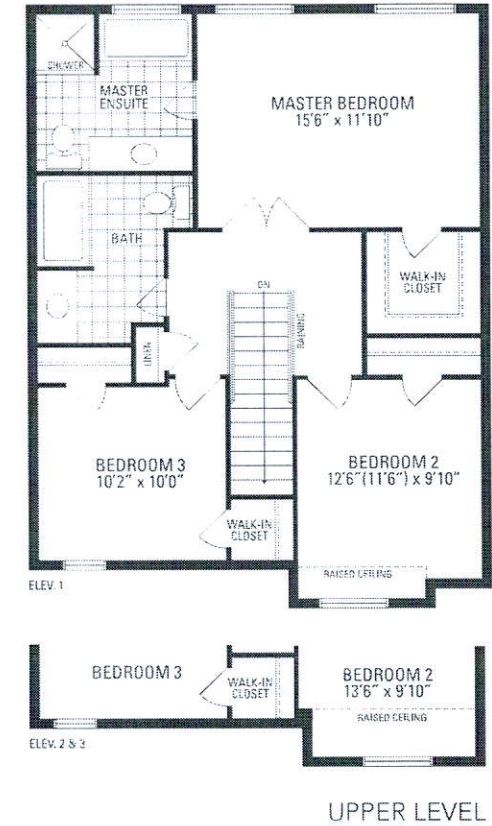 SHOWER
MASTER
ENSUITE
MASTER BEDROOM
15'6" x 11'10"
BATH
WALK-IN
CLOSET
DN
RAILING
LINEN
BEDROOM 3
10'2" x 10'0"
BEDROOM 2
12'6"(11'6") x 9'10"
WALK-IN
CLOSET
RAISED CEILING
ELEV. 1
BEDROOM 3
WALK-IN
CLOSET
BEDROOM 2
13'6" x 9'10"
RAISED CEILING
ELEV. 2 & 3
UPPER LEVEL